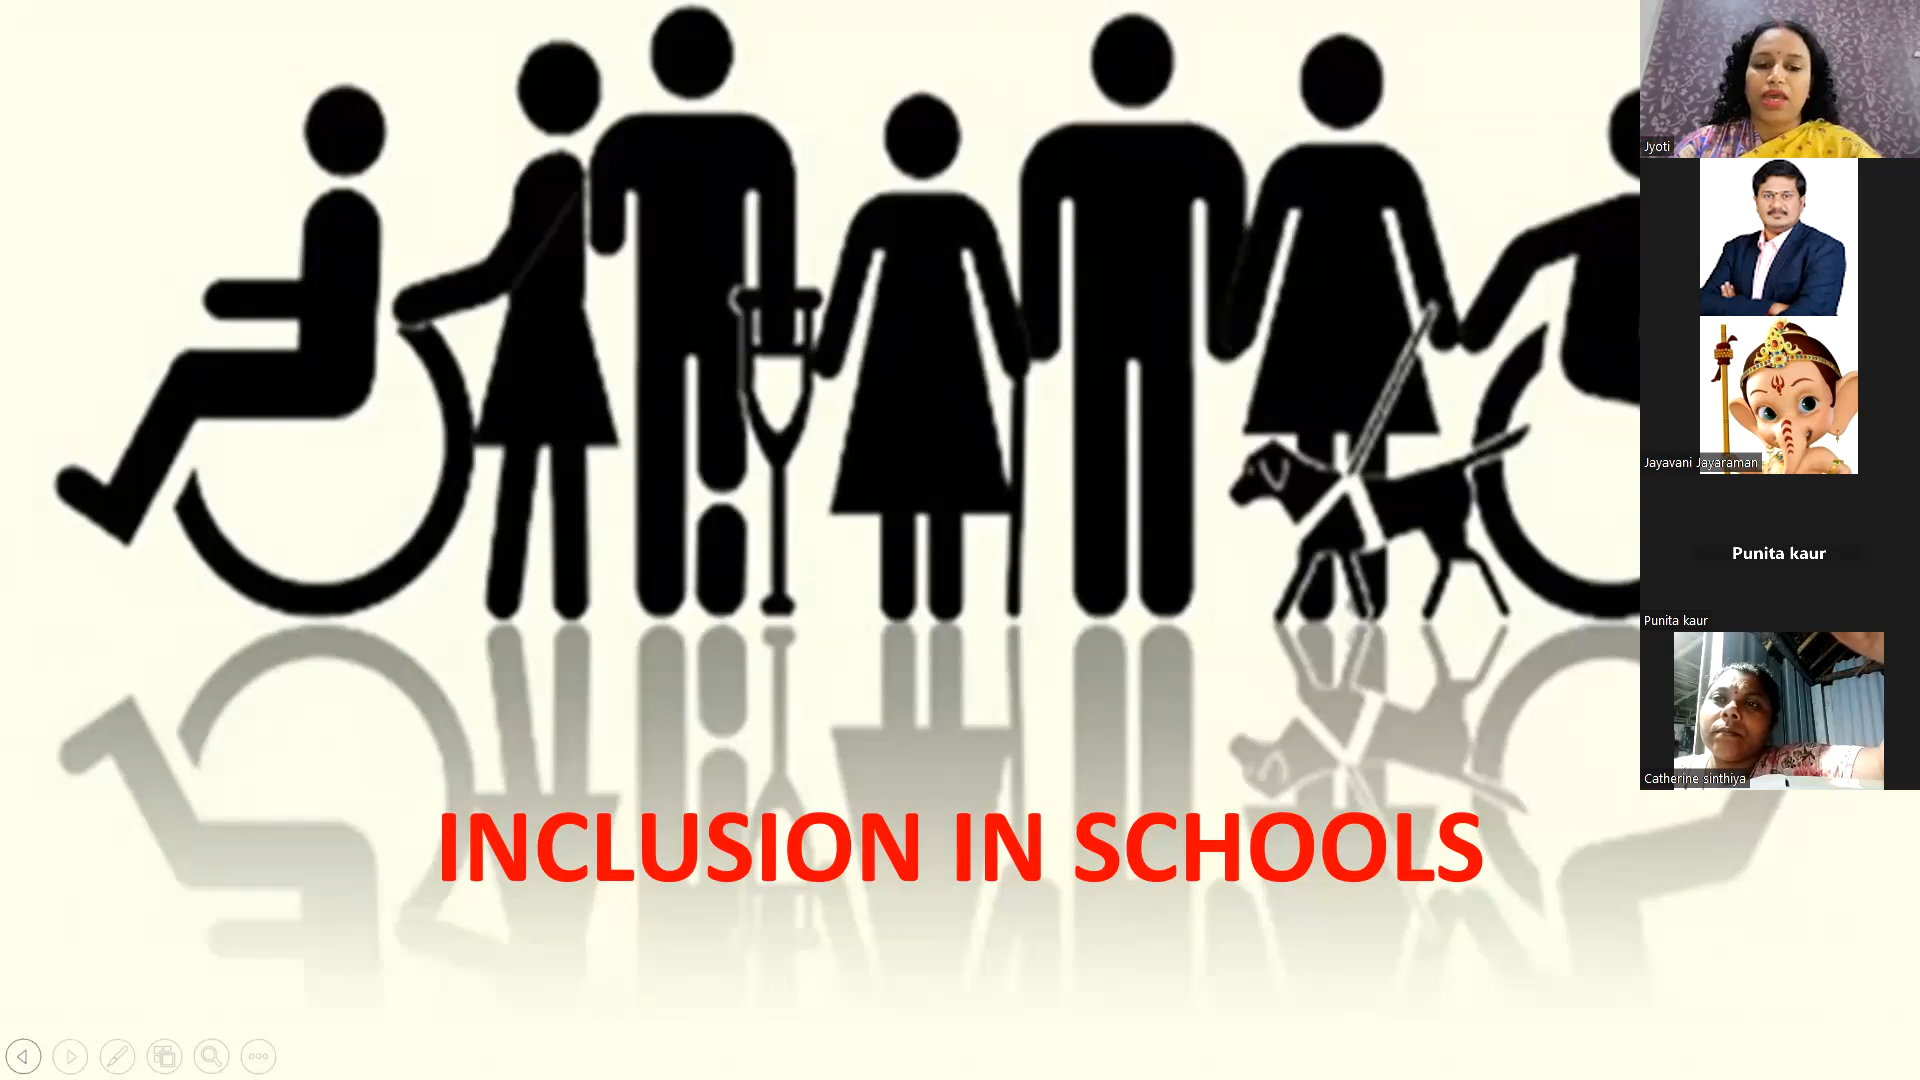 INCLUSION IN SCHOOLS
Jyoti
Jayavani Jayaraman
Punita kaur
Punita kaur
Catherine sinthiya